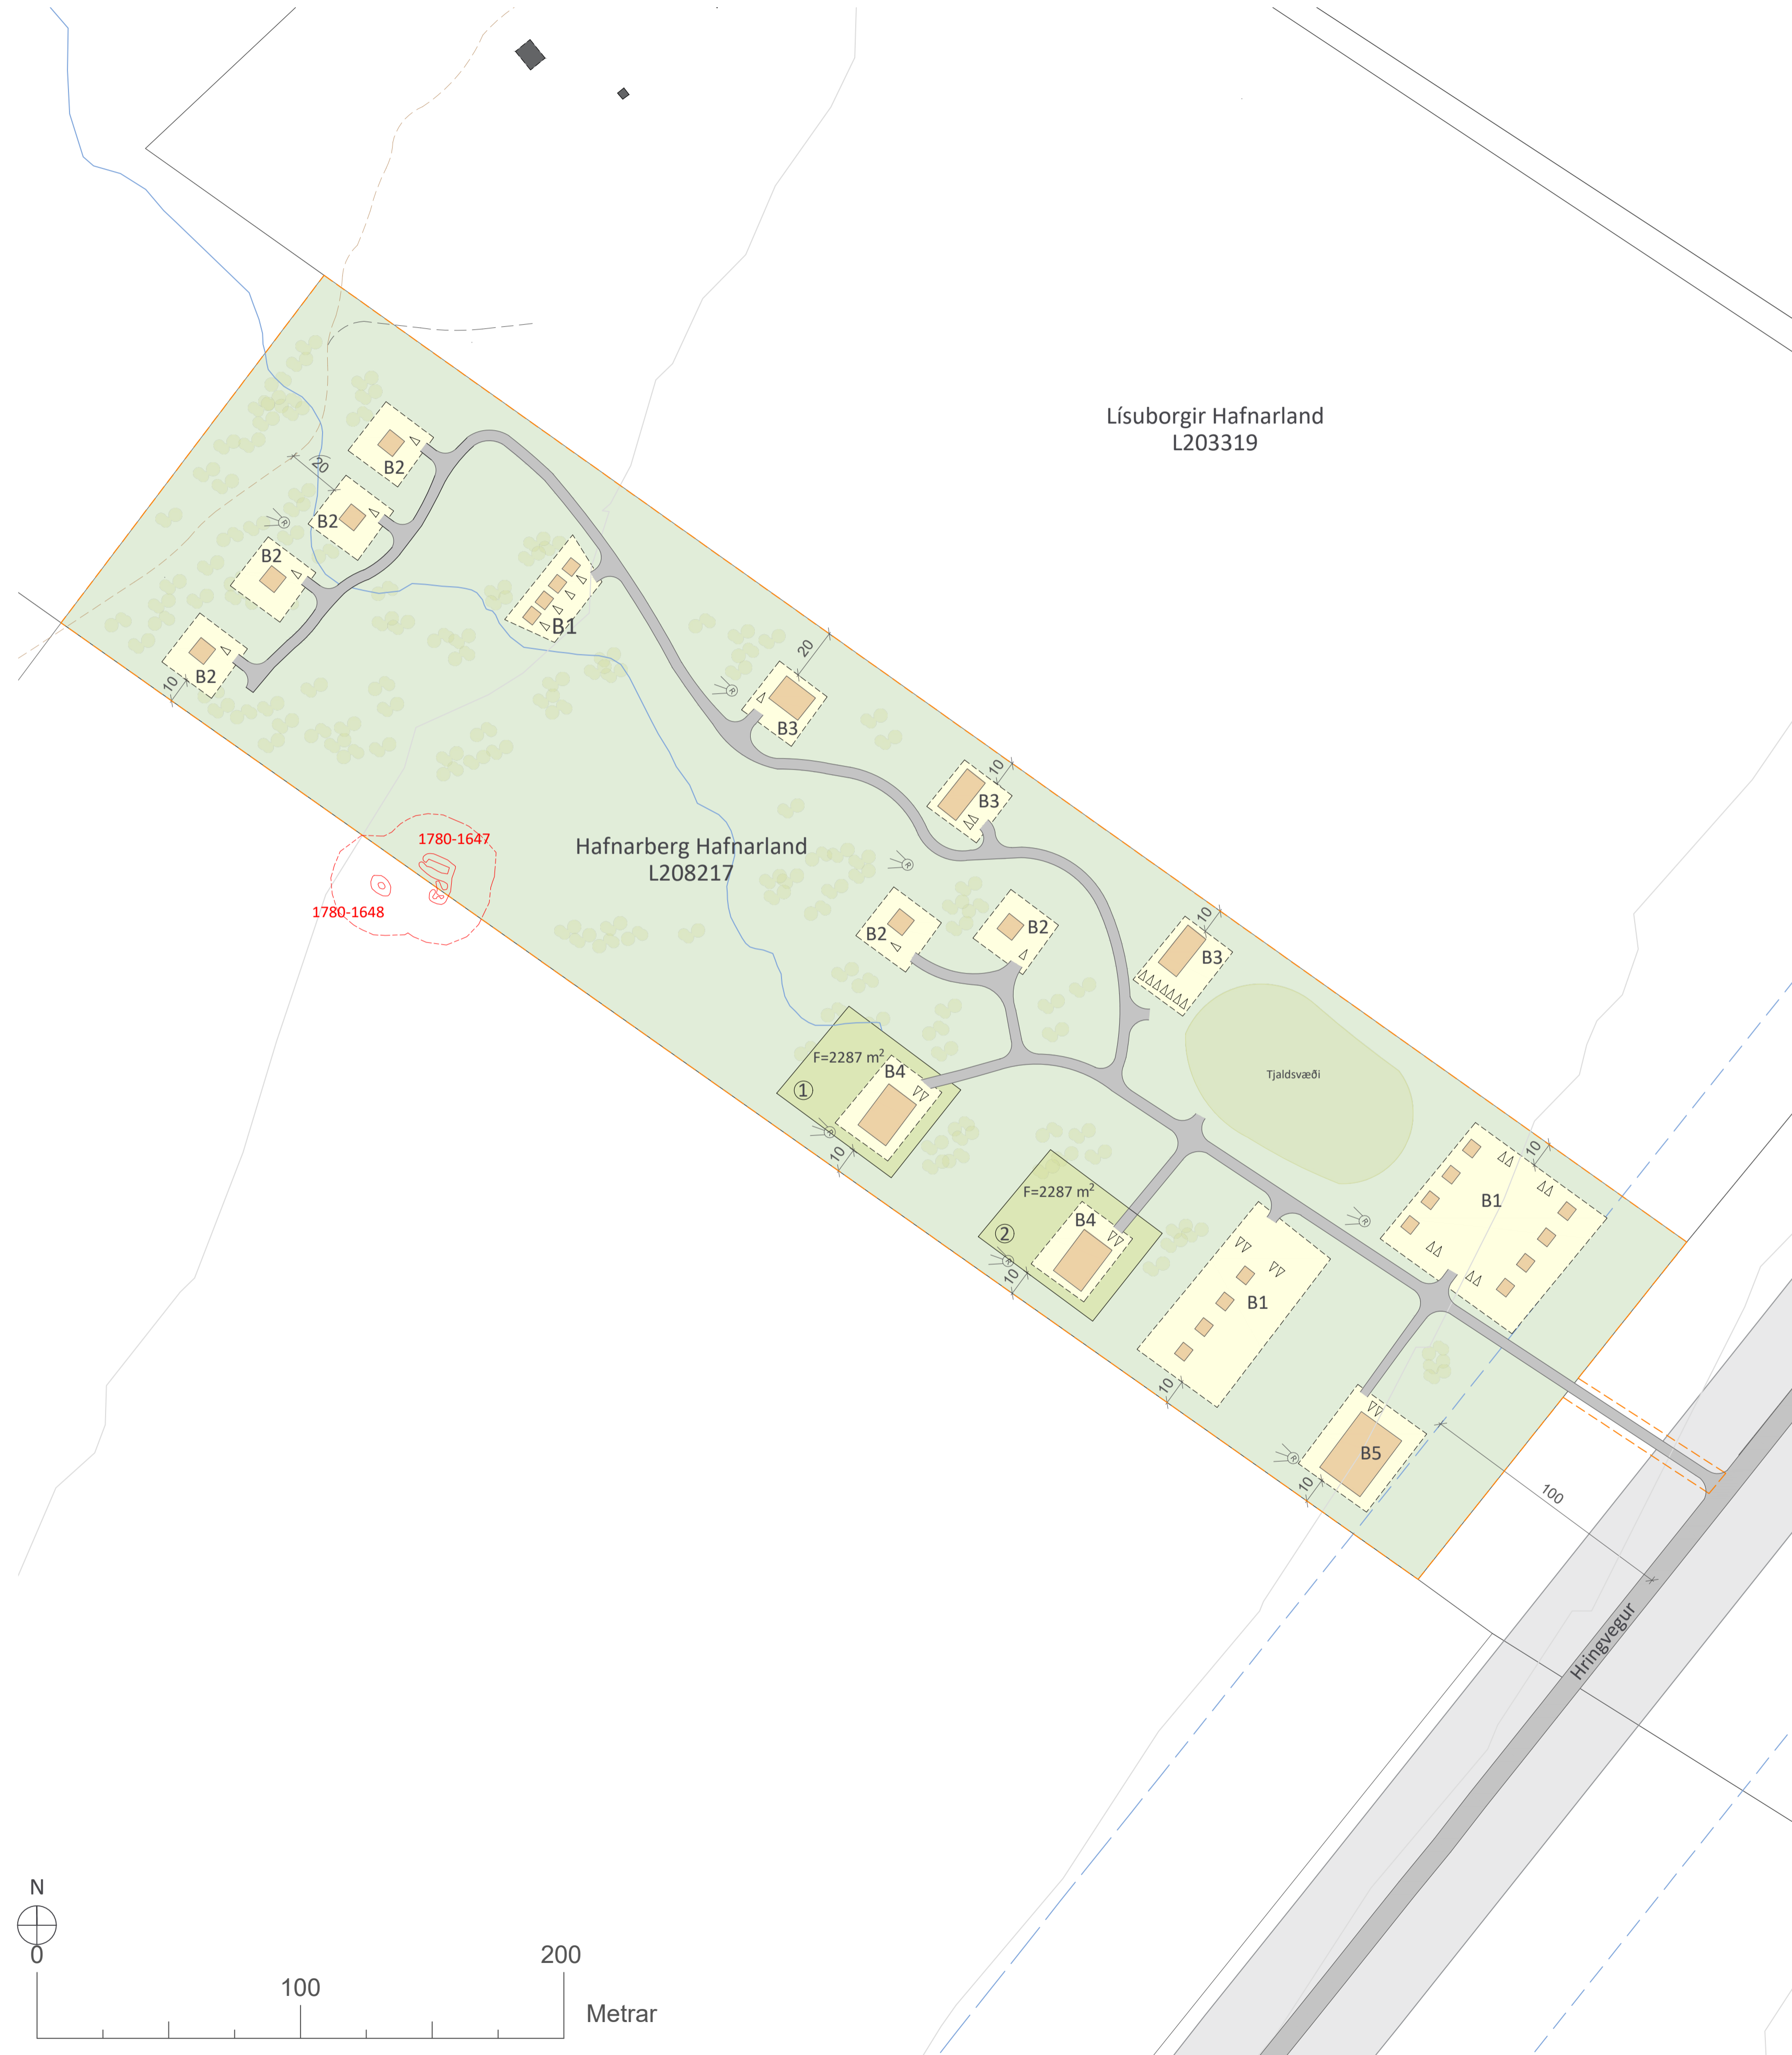 Lísuborgir Hafnarland
L203319
B2
20
B2
B2
B1
B2
10
20
B3
10
B3
1780-1647
Hafnarberg Hafnarland
L208217
1780-1648
10
B2
B2
B3
F=2287 m²
B4
1
Tjaldsvæði
10
10
F=2287 m²
B4
B1
2
10
B1
10
B5
10
100
Hringvegur
N
0
200
100
Metrar
R
R
R
R
R
R
R